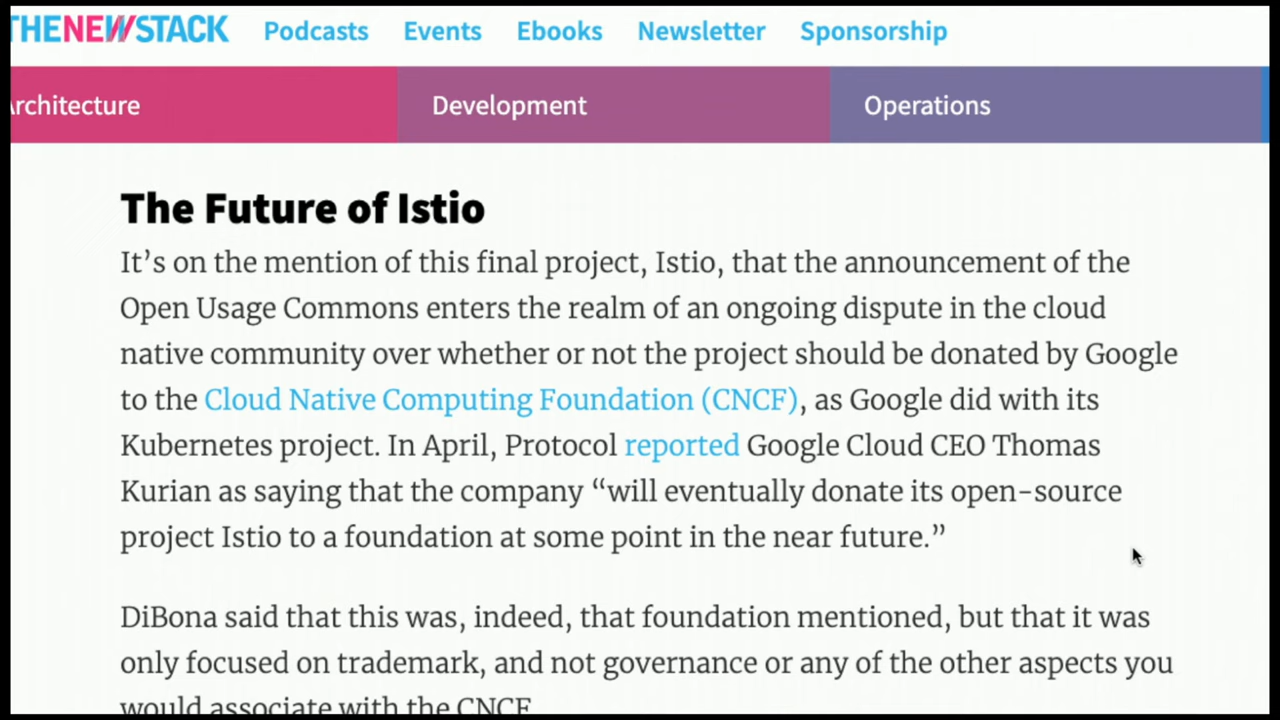 THENEWSTACK Podcasts Events Ebooks Newsletter Sponsorship
Architecture Development Operations
The Future of Istio
It’s on the mention of this final project, Istio, that the announcement of the
Open Usage Commons enters the realm of an ongoing dispute in the cloud
native community over whether or not the project should be donated by Google
to the Cloud Native Computing Foundation (CNCF), as Google did with its
Kubernetes project. In April, Protocol reported Google Cloud CEO Thomas
Kurian as saying that the company “will eventually donate its open-source
project Istio to a foundation at some point in the near future.”
DiBona said that this was, indeed, that foundation mentioned, but that it was
only focused on trademark, and not governance or any of the other aspects you
would associate with the CNCF.